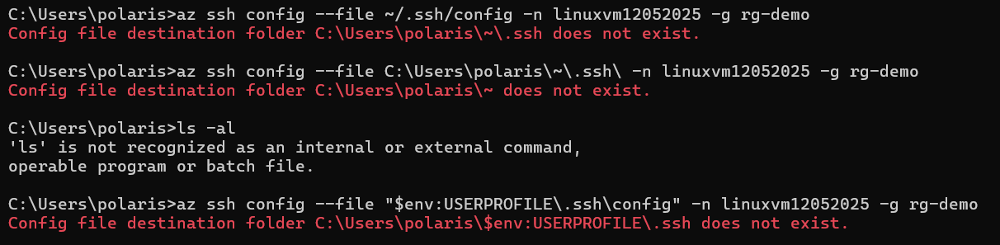 C:\Users\polaris>az ssh config --file ~/.ssh/config -n linuxvm12052025 -g rg-demo
Config file destination folder C:\Users\polaris\~\.ssh does not exist.
C:\Users\polaris>az ssh config --file C:\Users\polaris\~\.ssh\ -n linuxvm12052025 -g rg-demo
Config file destination folder C:\Users\polaris\~ does not exist.
C:\Users\polaris>ls -al
'ls' is not recognized as an internal or external command,
operable program or batch file.
C:\Users\polaris>az ssh config --file "$env:USERPROFILE\.ssh\config" -n linuxvm12052025 -g rg-demo
Config file destination folder C:\Users\polaris\$env:USERPROFILE\.ssh does not exist.